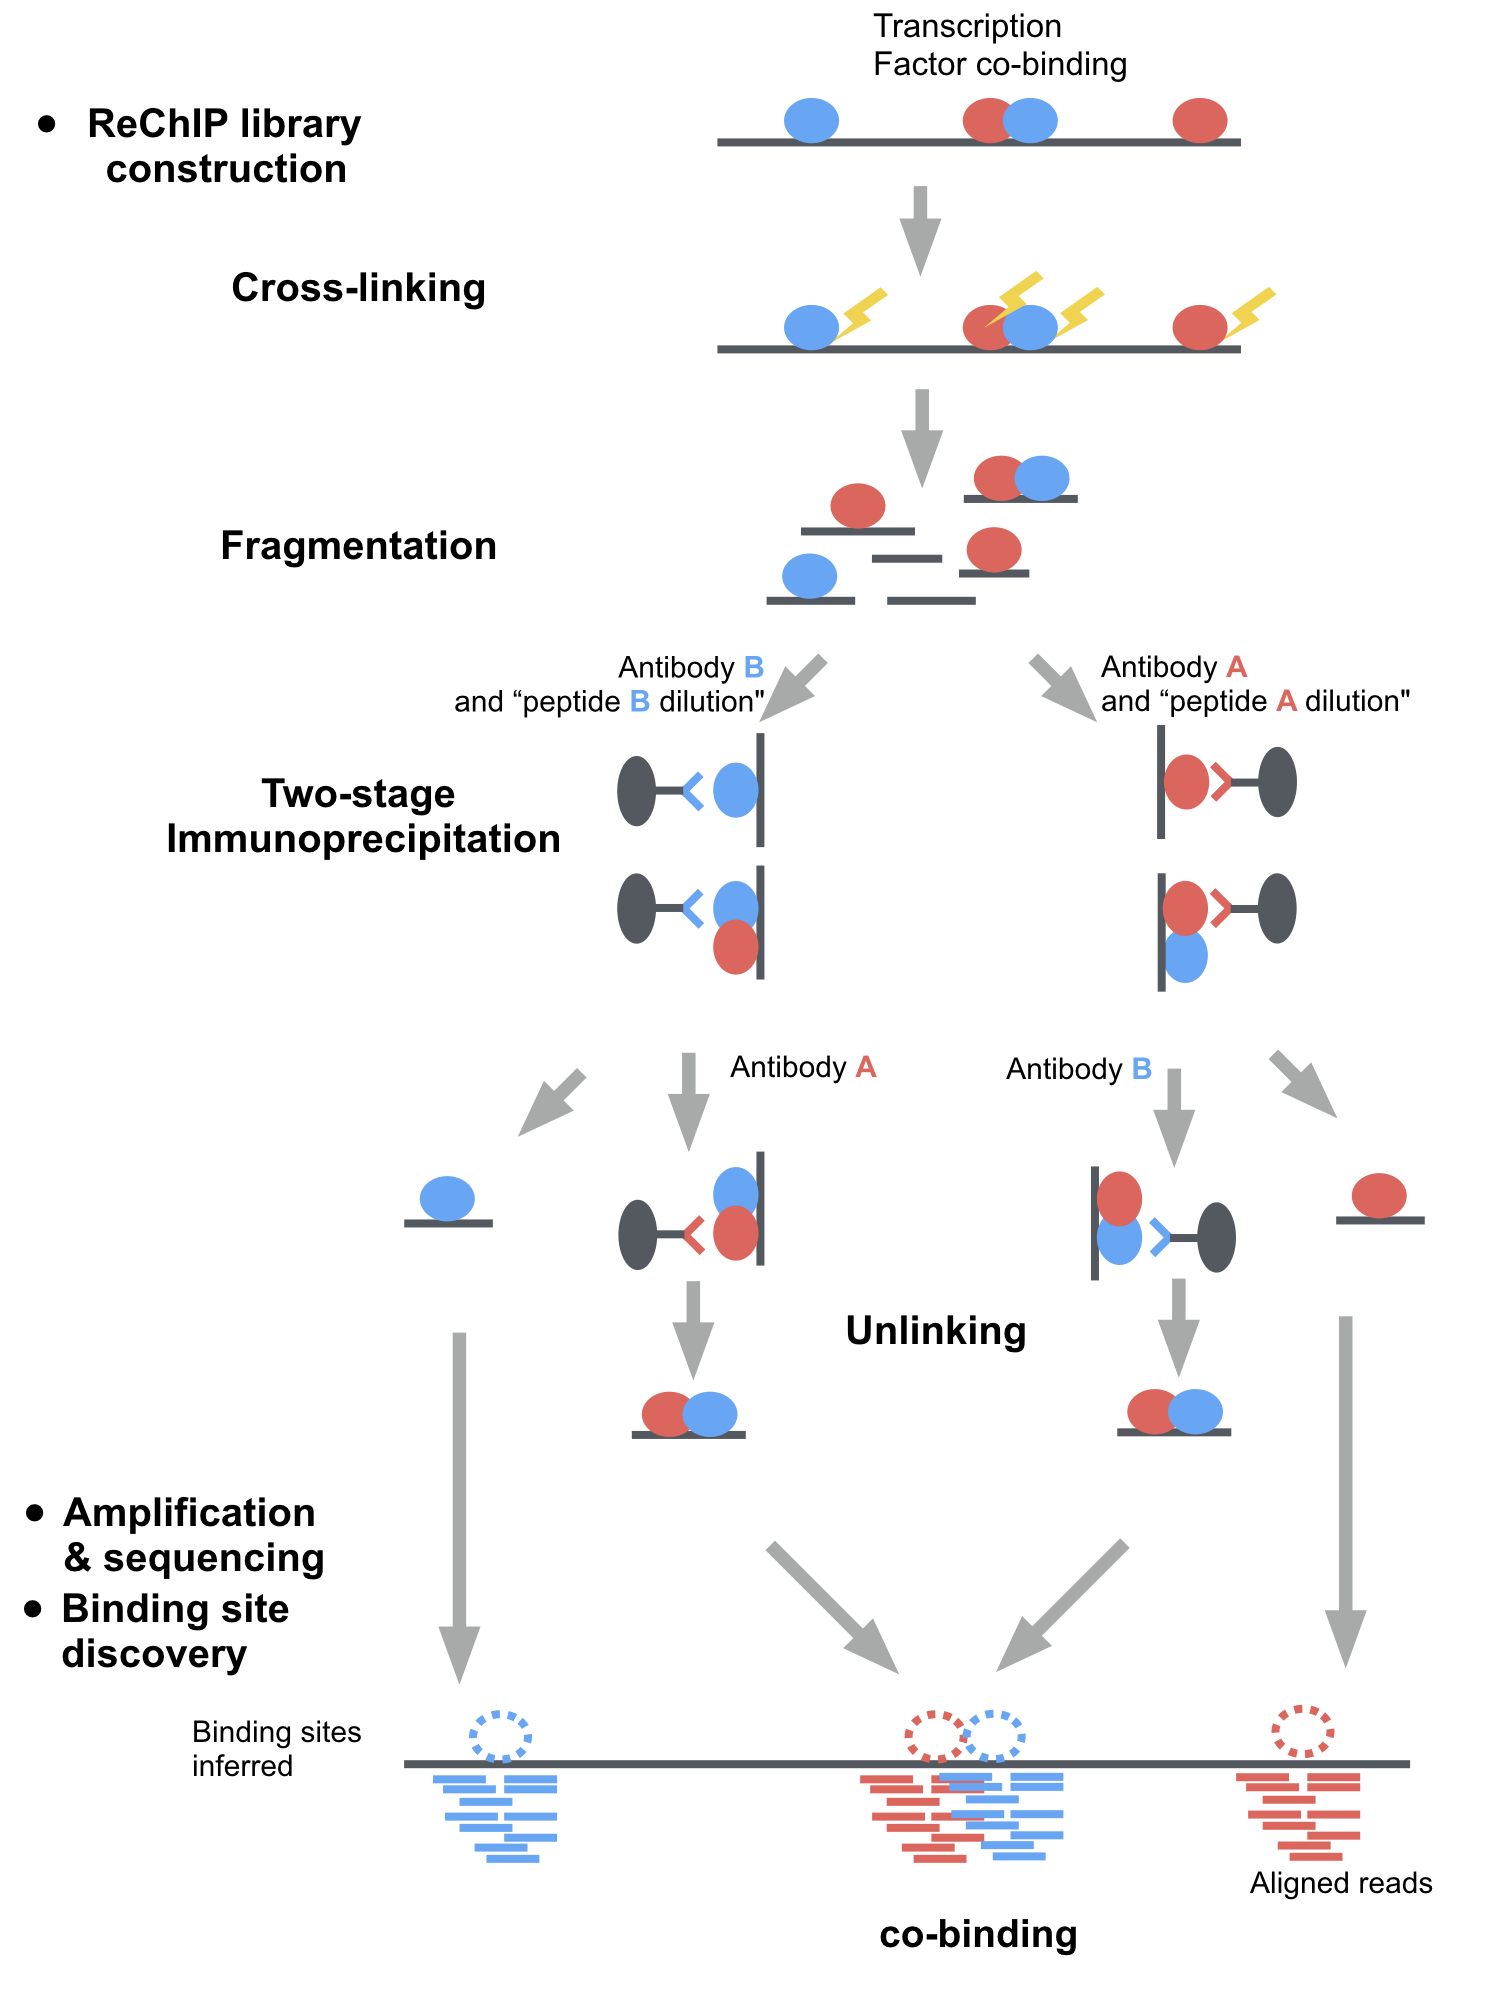 Transcription
Factor co-binding
● ReChIP library
construction
Cross-linking
Fragmentation
Antibody B
and “peptide B dilution"
Antibody A
and “peptide A dilution"
Two-stage
Immunoprecipitation
Antibody A
Antibody B
Unlinking
● Amplification
& sequencing
● Binding site
discovery
Binding sites
inferred
Aligned reads
co-binding